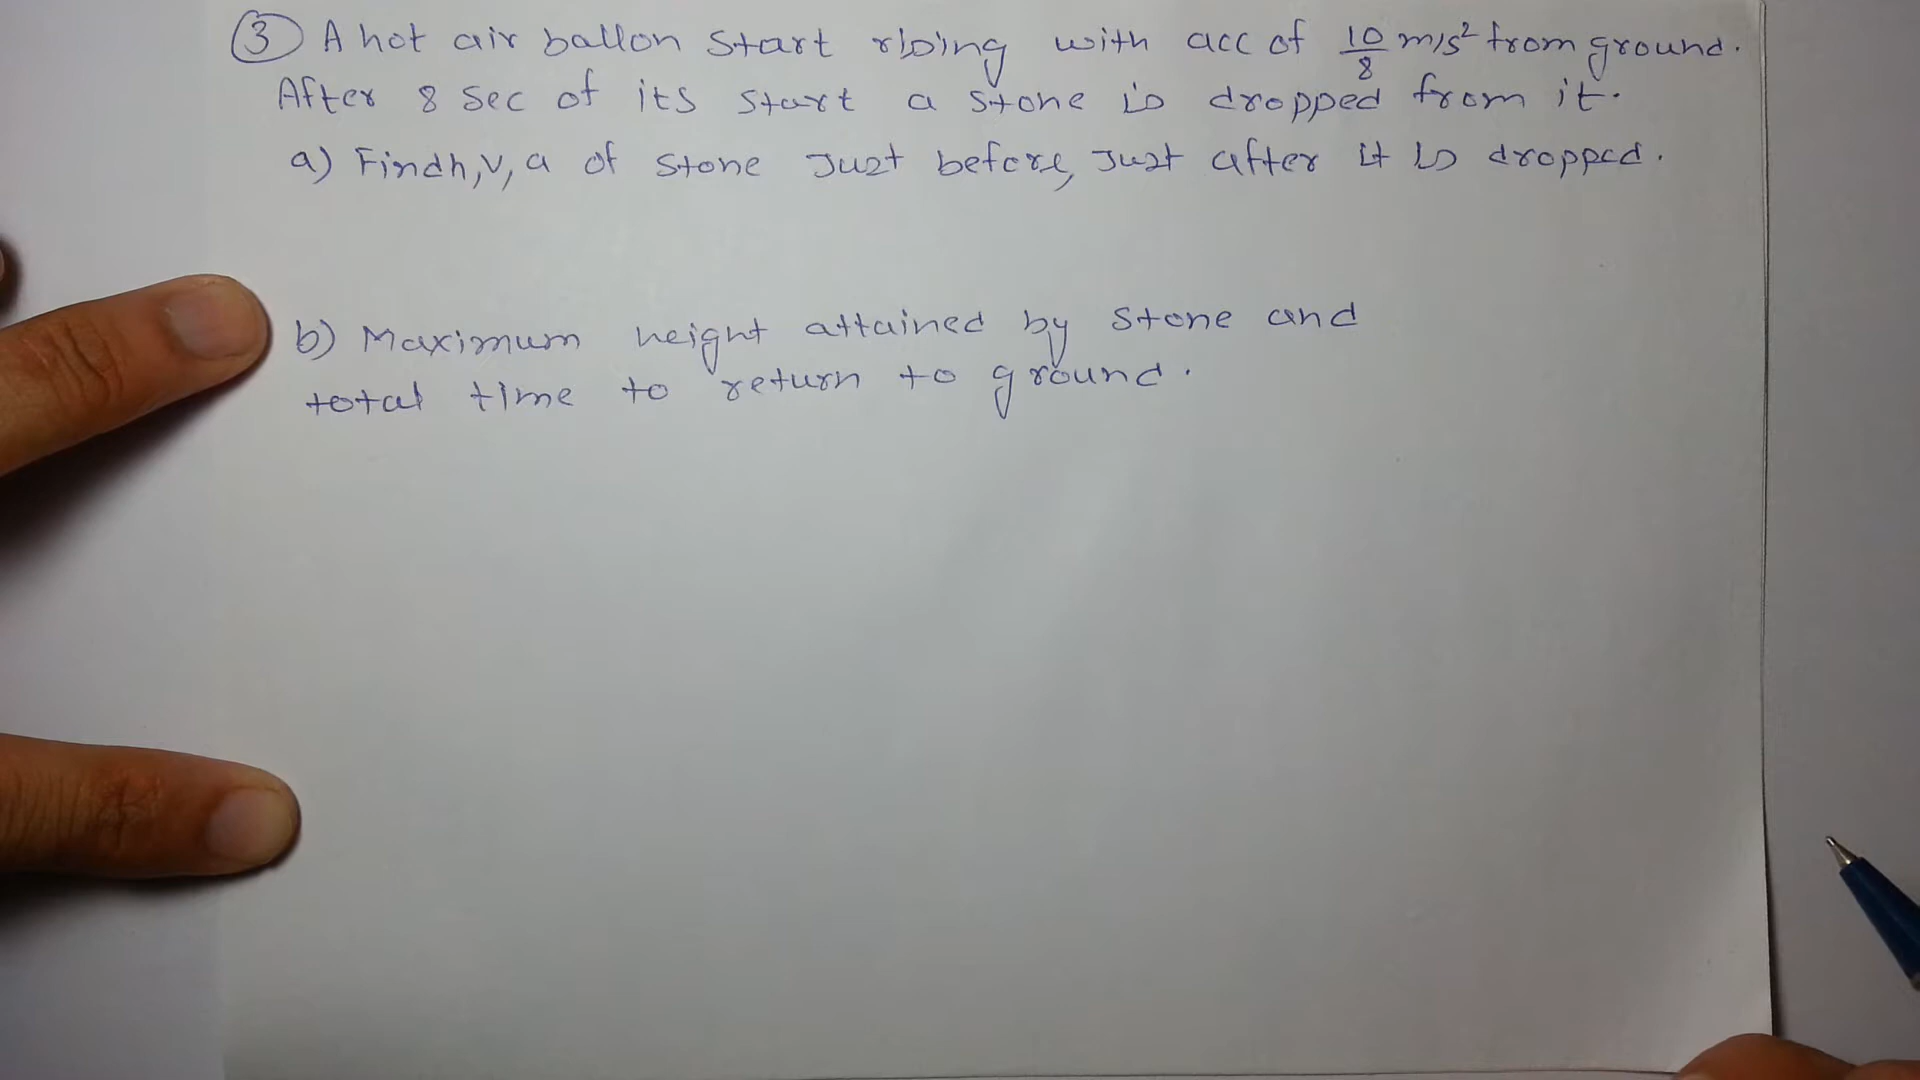 3 A hot air ballon start rising with acc of 10/8 m/s² from ground.
After 8 sec of its start a stone is dropped from it.
a) Find h, v, a of stone Just before, Just after it is dropped.
b) Maximum height attained by stone and
total time to return to ground.